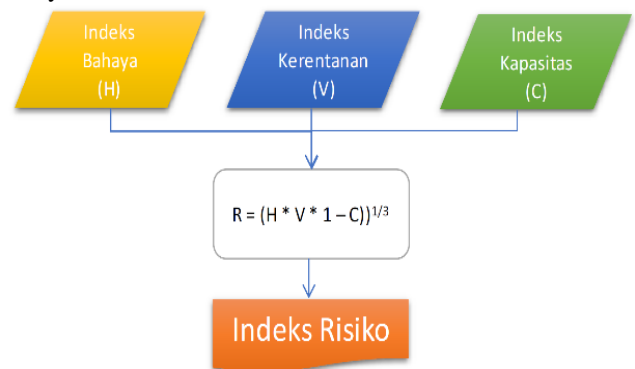 Indeks
Bahaya
(H)
Indeks
Kerentanan
(V)
Indeks
Kapasitas
(C)
R = (H * V * 1 – C))1/3
Indeks Risiko